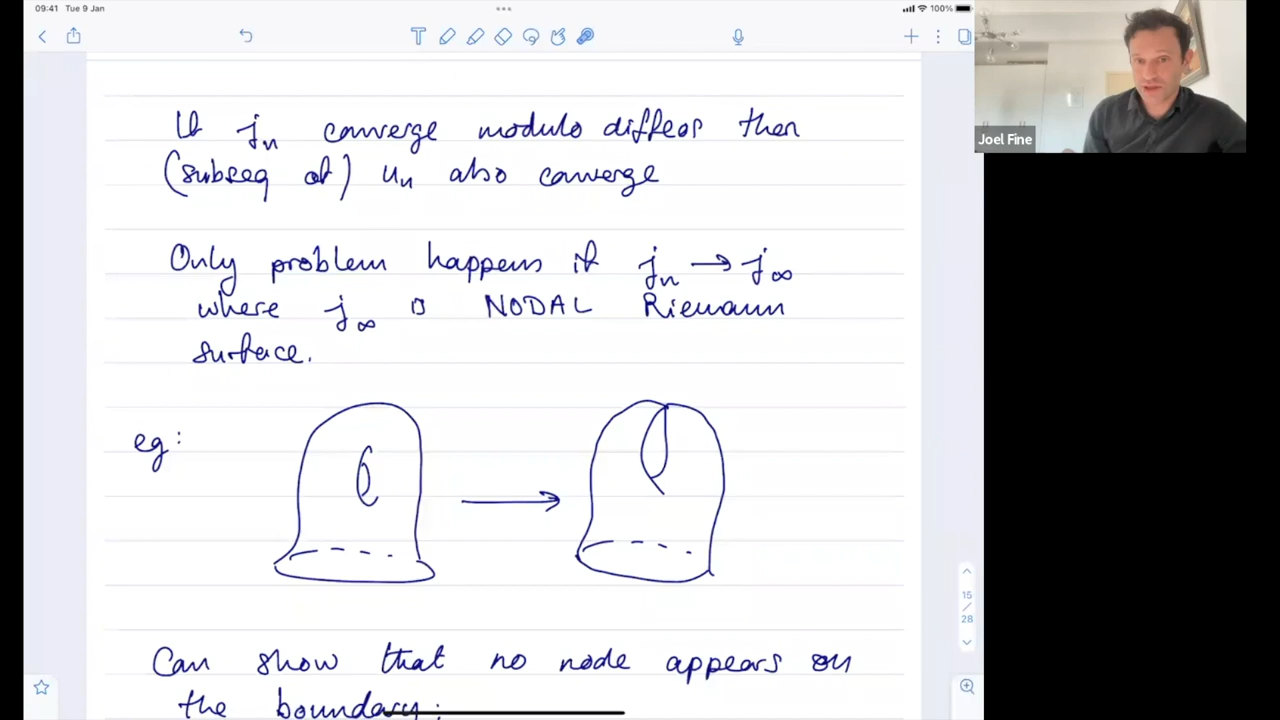 09:41 Tue 9 Jan
100%
Joel Fine
If jn converge modulo diffeos then
(subseq of) un also converge
Only problem happens if jn → j∞
where j∞ is NODAL Riemann
surface.
eg:
Can show that no node appears on
the boundary:
15
/
28